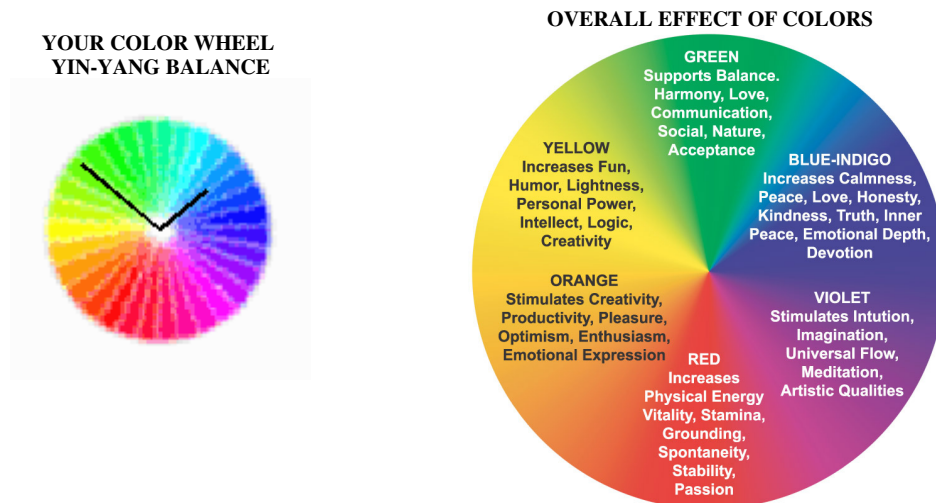 YOUR COLOR WHEEL
YIN-YANG BALANCE
OVERALL EFFECT OF COLORS
GREEN
Supports Balance.
Harmony, Love,
Communication,
Social, Nature,
Acceptance
YELLOW
Increases Fun,
Humor, Lightness,
Personal Power,
Intellect, Logic,
Creativity
BLUE-INDIGO
Increases Calmness,
Peace, Love, Honesty,
Kindness, Truth, Inner
Peace, Emotional Depth,
Devotion
ORANGE
Stimulates Creativity,
Productivity, Pleasure,
Optimism, Enthusiasm,
Emotional Expression
VIOLET
Stimulates Intution,
Imagination,
Universal Flow,
Meditation,
Artistic Qualities
RED
Increases
Physical Energy
Vitality, Stamina,
Grounding,
Spontaneity,
Stability,
Passion